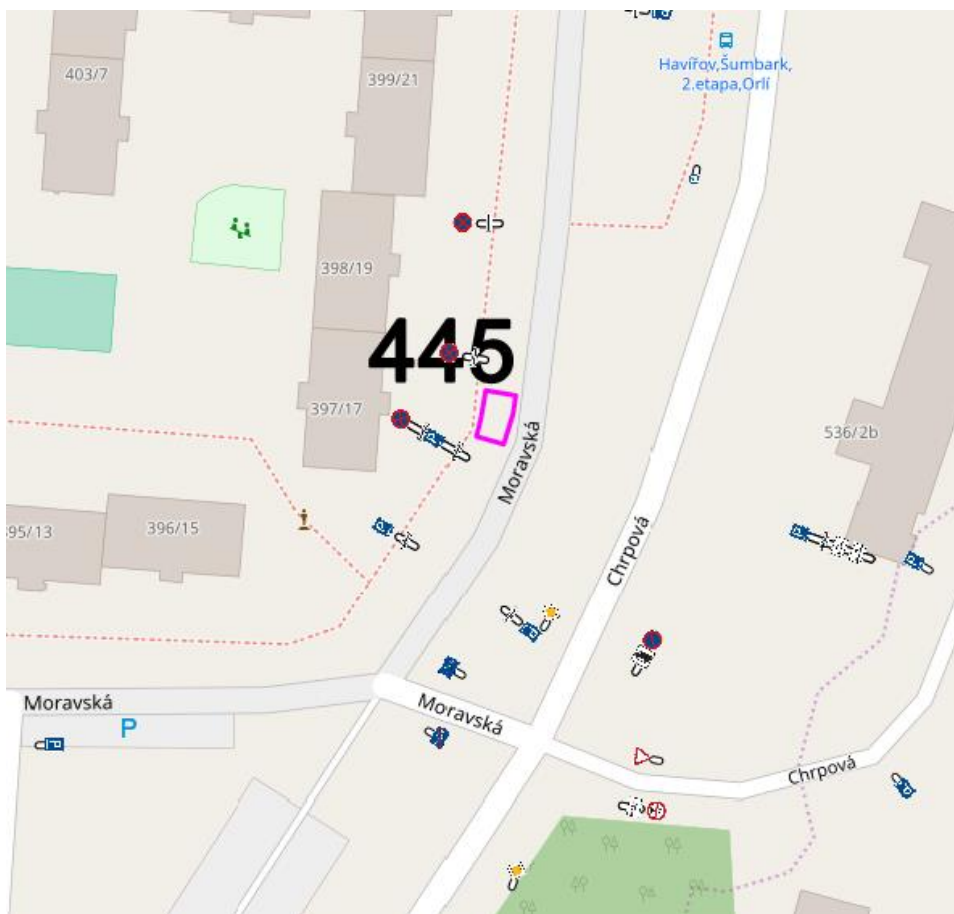 403/7
399/21
Havířov,Šumbark,
2.etapa,Orlí
398/19
445
397/17
Moravská
536/2b
95/13
396/15
Chrpová
Moravská
P
Moravská
Chrpová